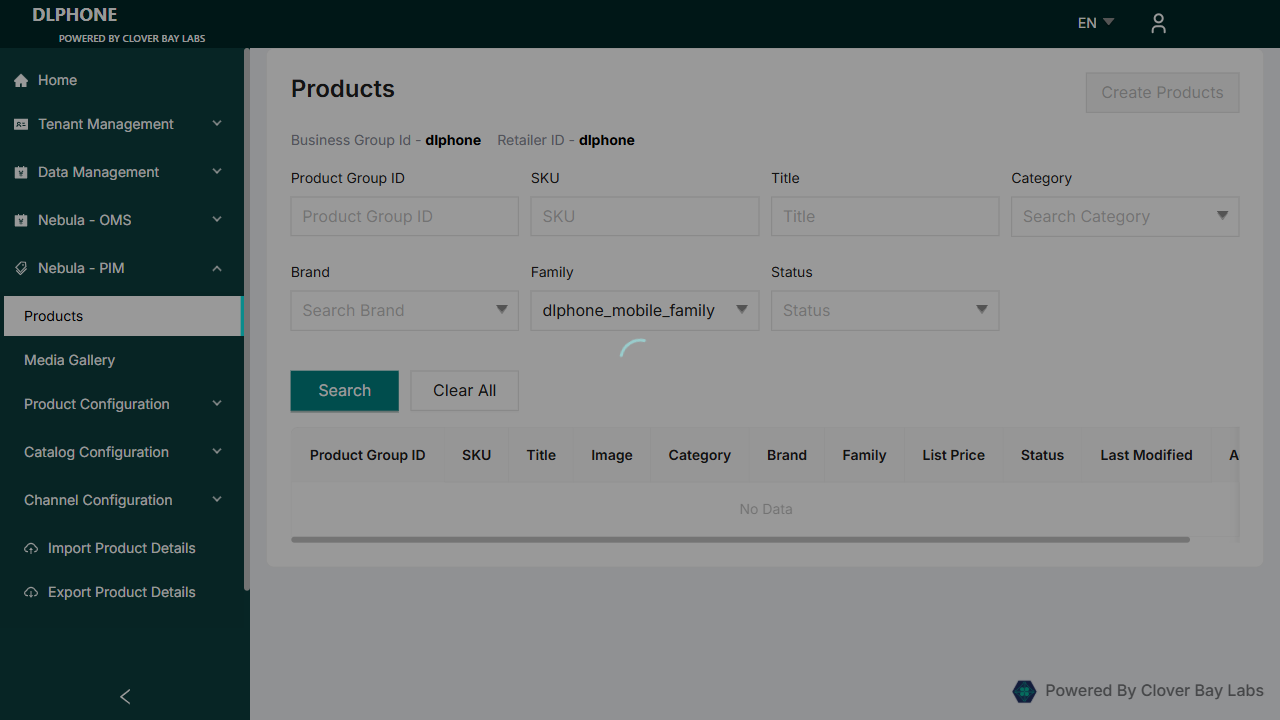 DLPHONE
POWERED BY CLOVER BAY LABS
EN
Home
Tenant Management
Data Management
Nebula - OMS
Nebula - PIM
Products
Media Gallery
Product Configuration
Catalog Configuration
Channel Configuration
Import Product Details
Export Product Details
Products
Create Products
Business Group Id - dlphone Retailer ID - dlphone
Product Group ID SKU Title Category
Product Group ID SKU Title Search Category
Brand Family Status
Search Brand dlphone_mobile_family Status
Search Clear All
Product Group ID SKU Title Image Category Brand Family List Price Status Last Modified A
No Data
Powered By Clover Bay Labs